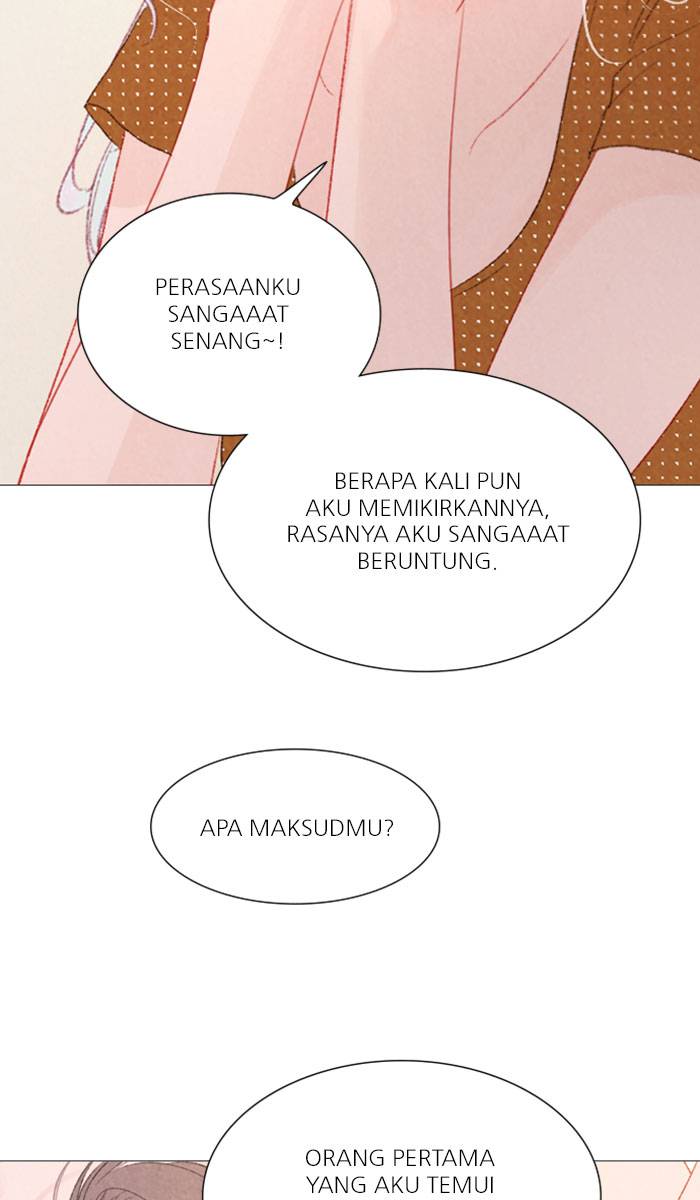 PERASAANKU
SANGAAAT
SENANG~!
BERAPA KALI PUN
AKU MEMIKIRKANNYA,
RASANYA AKU SANGAAAT
BERUNTUNG.
APA MAKSUDMU?
ORANG PERTAMA
YANG AKU TEMUI